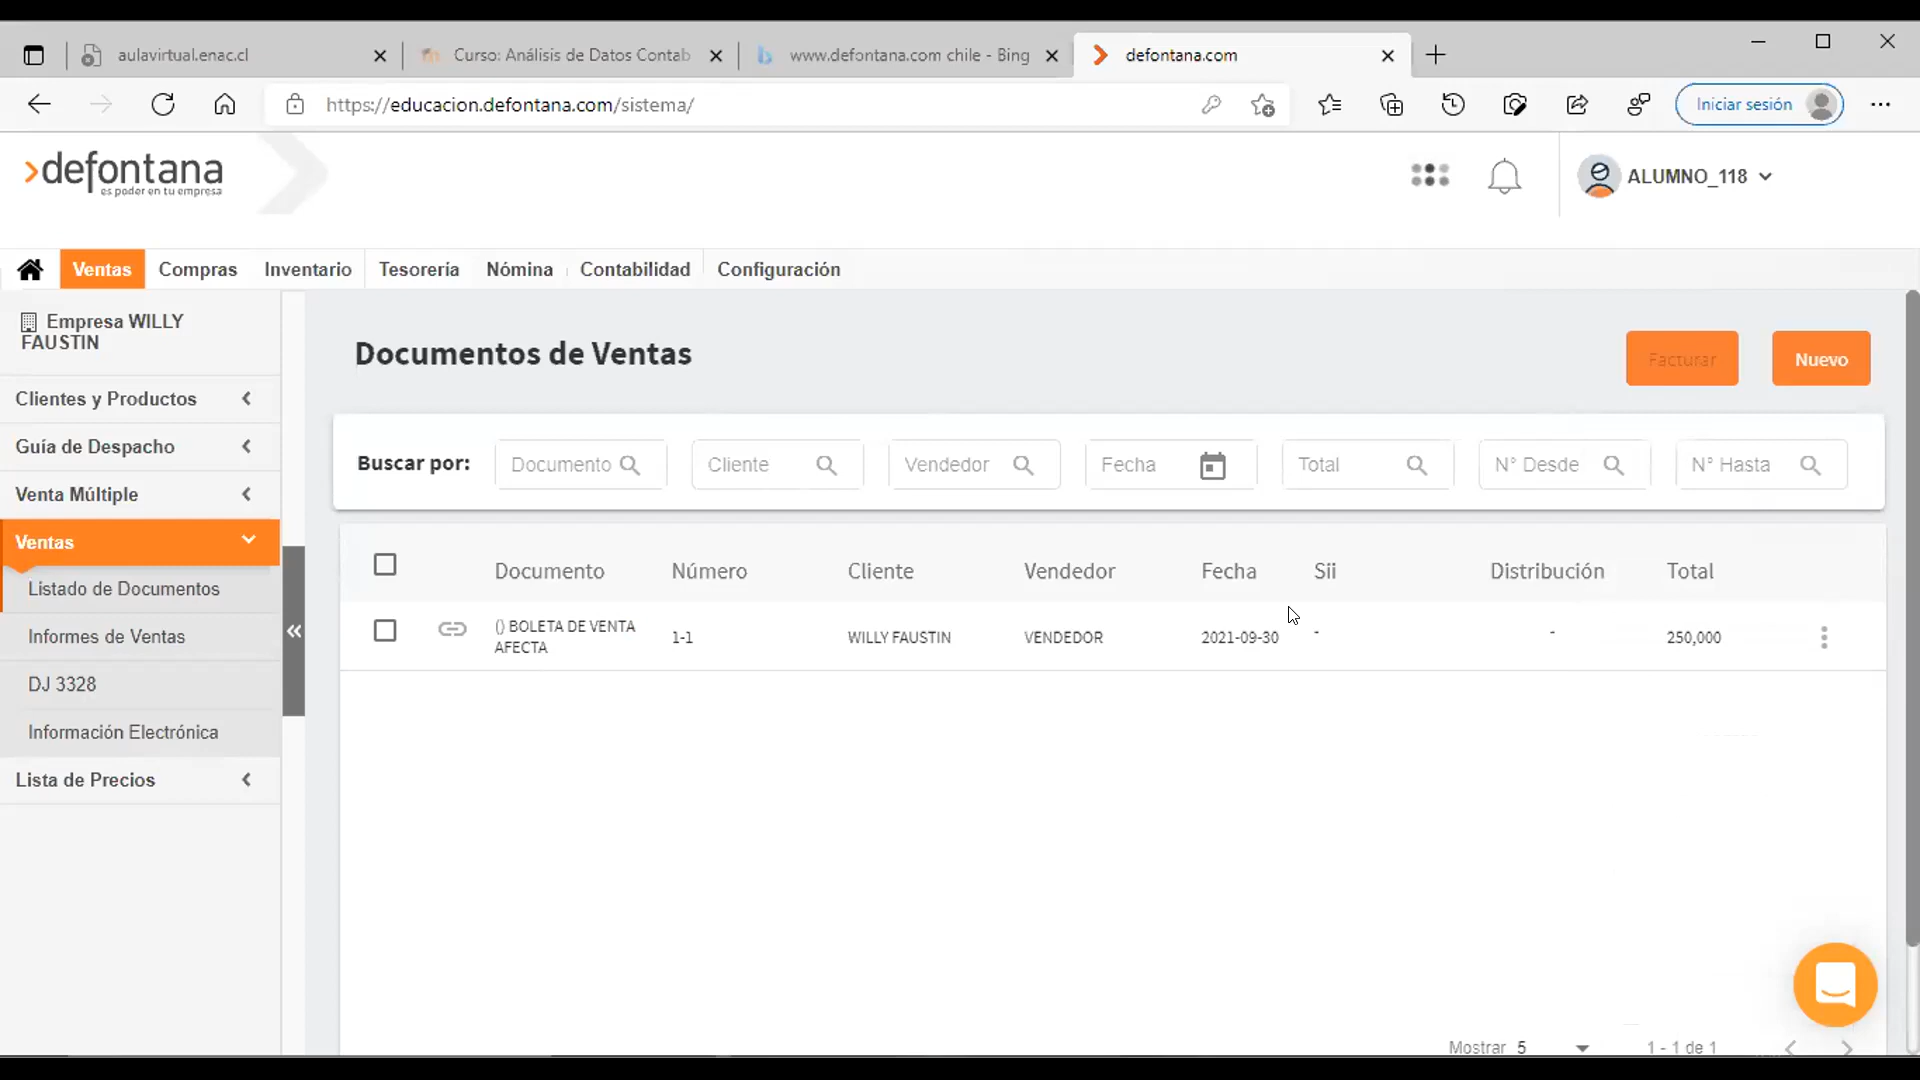 aulavirtual.enac.cl
Curso: Análisis de Datos Contab
www.defontana.com chile - Bing
defontana.com
https://educacion.defontana.com/sistema/
Iniciar sesión
defontana
es poder en tu empresa
ALUMNO_118
Ventas
Compras
Inventario
Tesorería
Nómina
Contabilidad
Configuración
Empresa WILLY
FAUSTIN
Clientes y Productos
Guía de Despacho
Venta Múltiple
Ventas
Listado de Documentos
Informes de Ventas
DJ 3328
Información Electrónica
Lista de Precios
Documentos de Ventas
Facturar
Nuevo
Buscar por:
Documento
Cliente
Vendedor
Fecha
Total
N° Desde
N° Hasta
Documento Número Cliente Vendedor Fecha Sii Distribución Total
() BOLETA DE VENTA
AFECTA
1-1 WILLY FAUSTIN VENDEDOR 2021-09-30 - - 250,000
Mostrar 5 1 - 1 de 1